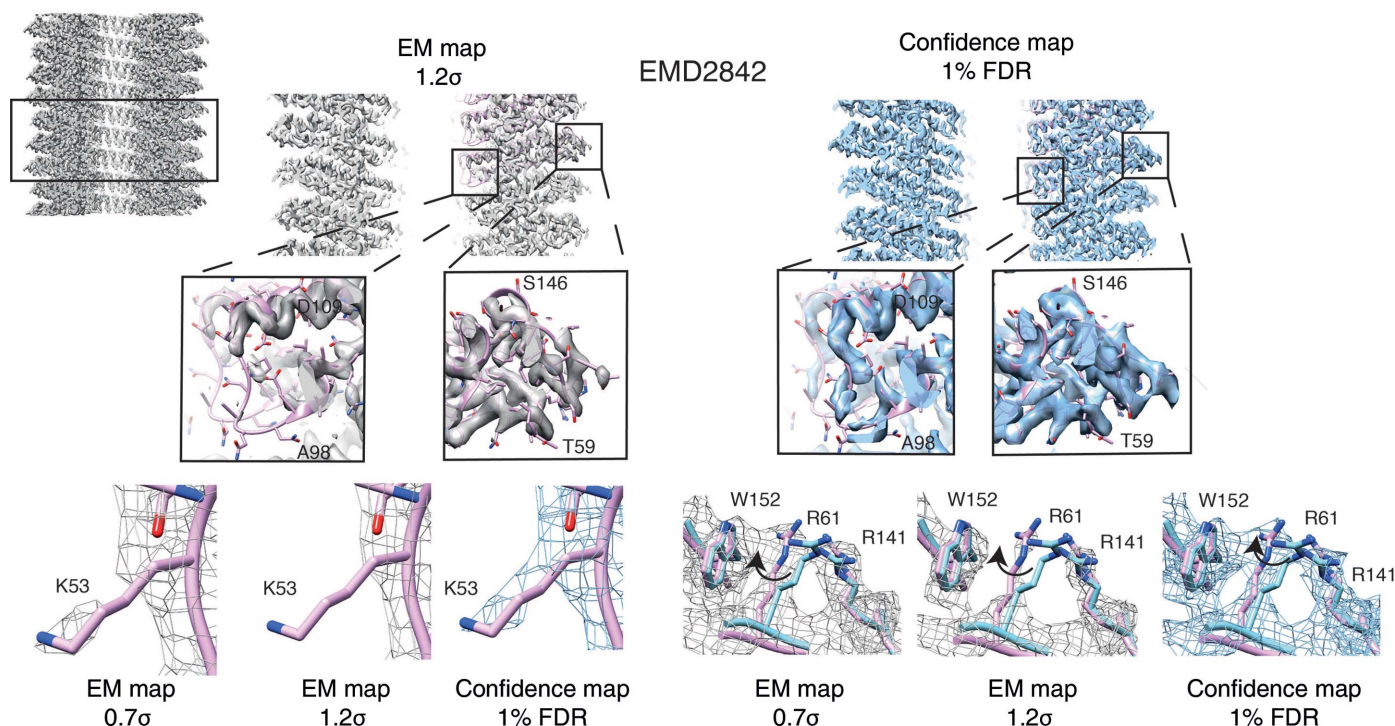 EM map
1.2σ
EMD2842
Confidence map
1% FDR
D109
A98
S146
T59
D109
A98
S146
T59
K53
K53
K53
W152
R61
R141
W152
R61
R141
W152
R61
R141
EM map
0.7σ
EM map
1.2σ
Confidence map
1% FDR
EM map
0.7σ
EM map
1.2σ
Confidence map
1% FDR